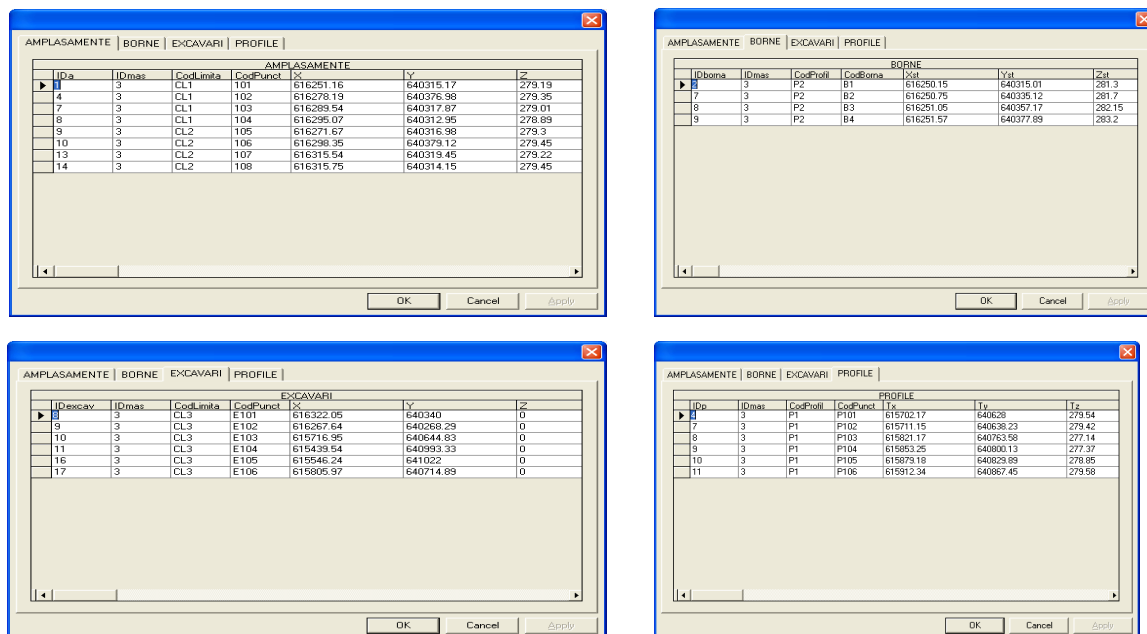 AMPLASAMENTE BORNE EXCAVARI PROFILE
AMPLASAMENTE
IDa IDmas CodLimita CodPunct X Y Z
1 3 CL1 101 616251.16 640315.17 279.19
4 3 CL1 102 616278.19 640376.98 279.35
7 3 CL1 103 616289.54 640317.87 279.01
8 3 CL1 104 616295.07 640312.95 278.89
9 3 CL2 105 616271.67 640316.98 279.3
10 3 CL2 106 616298.35 640379.12 279.45
13 3 CL2 107 616315.54 640319.45 279.22
14 3 CL2 108 616315.75 640314.15 279.45
OK Cancel Apply
AMPLASAMENTE BORNE EXCAVARI PROFILE
BORNE
IDborna IDmas CodProfil CodBorna Xst Yst Zst
2 3 P2 B1 616250.15 640315.01 281.3
7 3 P2 B2 616250.75 640335.12 281.7
8 3 P2 B3 616251.05 640357.17 282.15
9 3 P2 B4 616251.57 640377.89 283.2
OK Cancel Apply
AMPLASAMENTE BORNE EXCAVARI PROFILE
EXCAVARI
IDexcav IDmas CodLimita CodPunct X Y Z
3 CL3 E101 616322.05 640340 0
9 3 CL3 E102 616267.64 640268.29 0
10 3 CL3 E103 615716.95 640644.83 0
11 3 CL3 E104 615439.54 640993.33 0
16 3 CL3 E105 615546.24 641022 0
17 3 CL3 E106 615805.97 640714.89 0
OK Cancel Apply
AMPLASAMENTE BORNE EXCAVARI PROFILE
PROFILE
IDp IDmas CodProfil CodPunct Tx Ty Tz
4 3 P1 P101 615702.17 640628 279.54
7 3 P1 P102 615711.15 640638.23 279.42
8 3 P1 P103 615821.17 640763.58 277.14
9 3 P1 P104 615853.25 640800.13 277.37
10 3 P1 P105 615879.18 640829.89 278.85
11 3 P1 P106 615912.34 640867.45 279.58
OK Cancel Apply